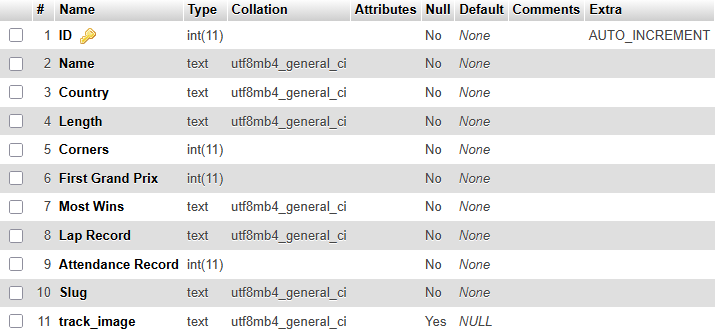 # Name Type Collation Attributes Null Default Comments Extra
1 ID int(11) No None AUTO_INCREMENT
2 Name text utf8mb4_general_ci No None
3 Country text utf8mb4_general_ci No None
4 Length text utf8mb4_general_ci No None
5 Corners int(11) No None
6 First Grand Prix int(11) No None
7 Most Wins text utf8mb4_general_ci No None
8 Lap Record text utf8mb4_general_ci No None
9 Attendance Record int(11) No None
10 Slug text utf8mb4_general_ci No None
11 track_image text utf8mb4_general_ci Yes NULL